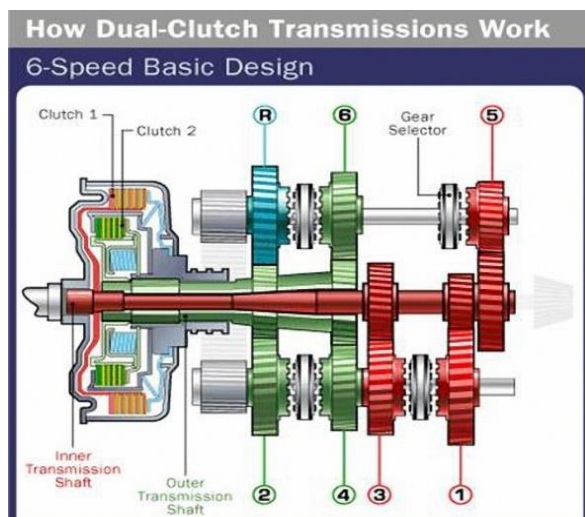 How Dual-Clutch Transmissions Work
6-Speed Basic Design
Clutch 1
Clutch 2
R
6
Gear
Selector
5
Inner
Transmission
Shaft
Outer
Transmission
Shaft
2
4
3
1